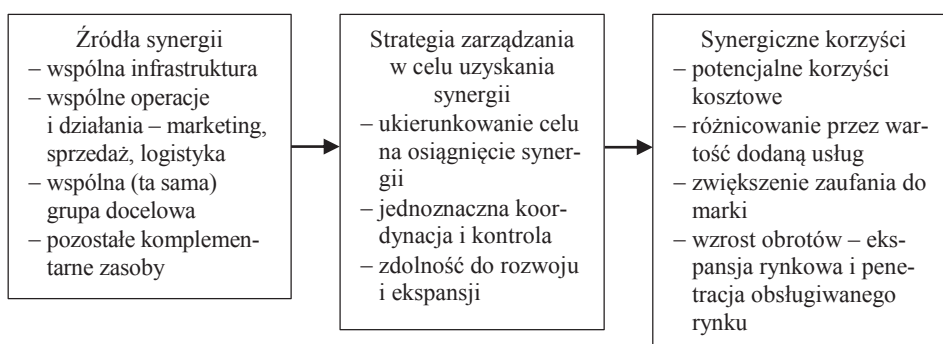 Źródła synergii
– wspólna infrastruktura
– wspólne operacje
i działania – marketing,
sprzedaż, logistyka
– wspólna (ta sama)
grupa docelowa
– pozostałe komplemen-
tarne zasoby
Strategia zarządzania
w celu uzyskania
synergii
– ukierunkowanie celu
na osiągnięcie syner-
gii
– jednoznaczna koor-
dynacja i kontrola
– zdolność do rozwoju
i ekspansji
Synergiczne korzyści
– potencjalne korzyści
kosztowe
– różnicowanie przez war-
tość dodaną usług
– zwiększenie zaufania do
marki
– wzrost obrotów – eks-
pansja rynkowa i pene-
tracja obsługiwanego
rynku